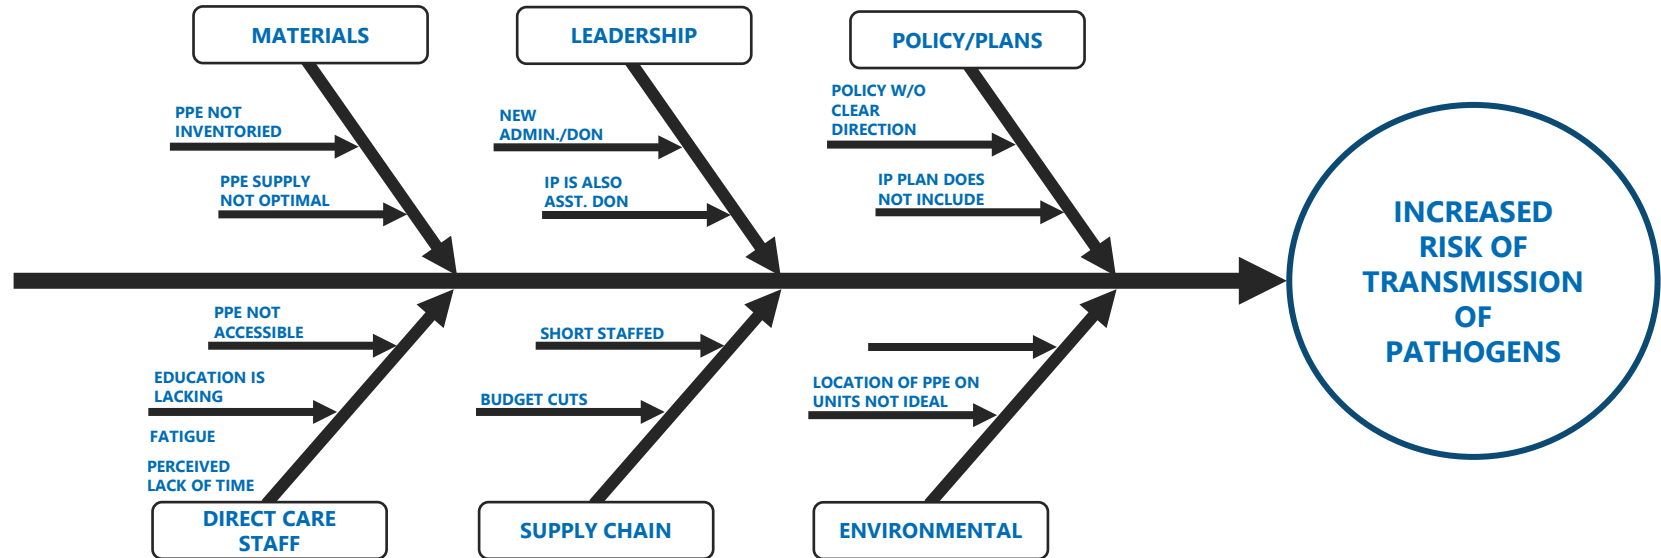 MATERIALS
LEADERSHIP
POLICY/PLANS
PPE NOT
INVENTORIED
PPE SUPPLY
NOT OPTIMAL
NEW
ADMIN./DON
IP IS ALSO
ASST. DON
POLICY W/O
CLEAR
DIRECTION
IP PLAN DOES
NOT INCLUDE
INCREASED
RISK OF
TRANSMISSION
OF
PATHOGENS
PPE NOT
ACCESSIBLE
EDUCATION IS
LACKING
FATIGUE
PERCEIVED
LACK OF TIME
SHORT STAFFED
BUDGET CUTS
LOCATION OF PPE ON
UNITS NOT IDEAL
DIRECT CARE
STAFF
SUPPLY CHAIN
ENVIRONMENTAL